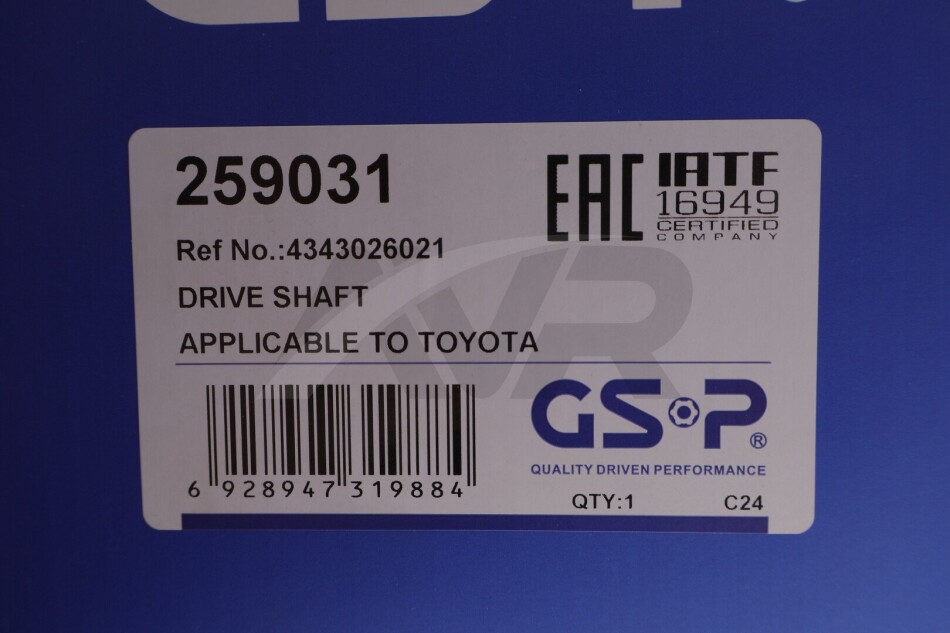 259031
EAC
IATF
16949
CERTIFIED
COMPANY
Ref No.:4343026021
DRIVE SHAFT
APPLICABLE TO TOYOTA
AVR
GSP®
QUALITY DRIVEN PERFORMANCE
6 928947 319884
QTY:1
C24